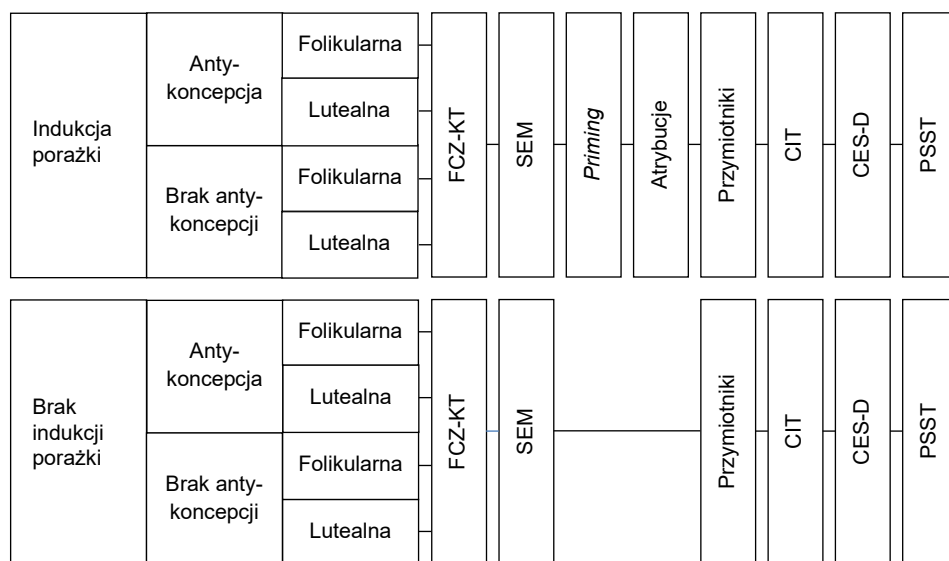 Indukcja
porażki
Anty-
koncepcja
Folikularna
Lutealna
Brak anty-
koncepcji
Folikularna
Lutealna
FCZ-KT
SEM
Priming
Atrybucje
Przymiotniki
CIT
CES-D
PSST
Brak
indukcji
porażki
Anty-
koncepcja
Folikularna
Lutealna
Brak anty-
koncepcji
Folikularna
Lutealna
FCZ-KT
SEM
Przymiotniki
CIT
CES-D
PSST